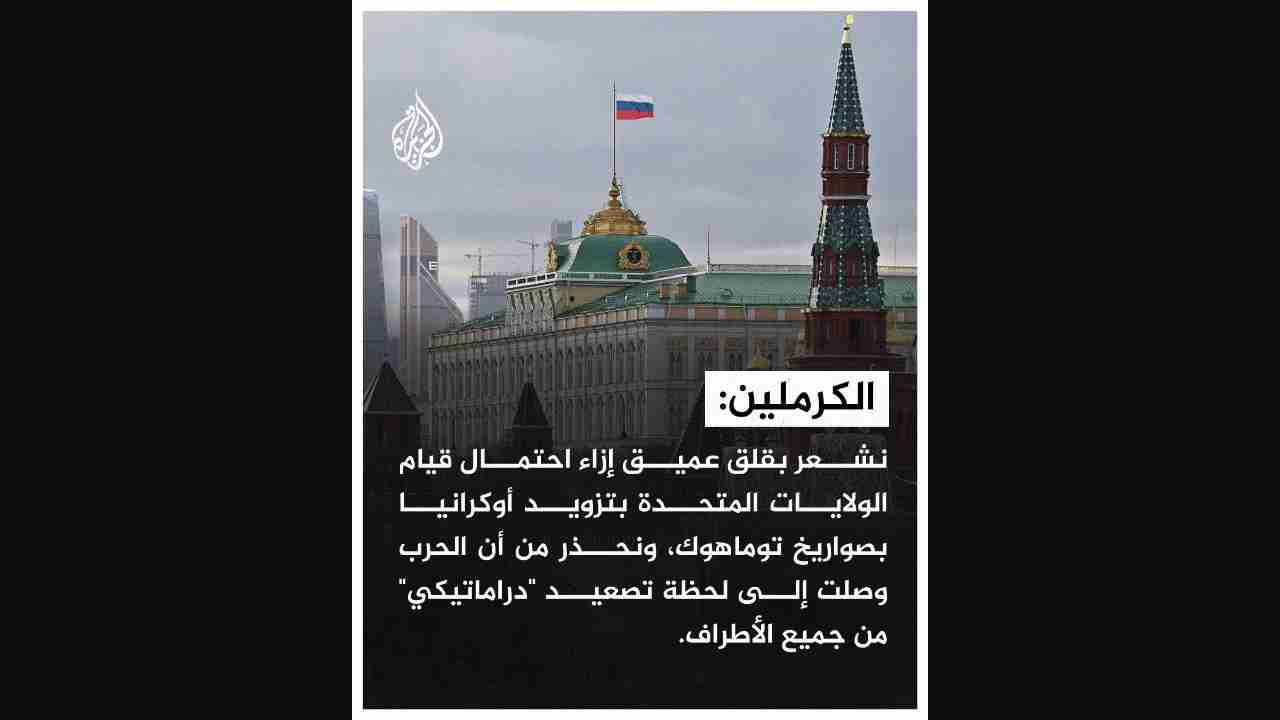 الجزيرة
الكرملين:
نشعر بقلق عميق إزاء احتمال قيام
الولايات المتحدة بتزويد أوكرانيا
بصواريخ توماهوك، ونحذر من أن الحرب
وصلت إلى لحظة تصعيد "دراماتيكي"
من جميع الأطراف.